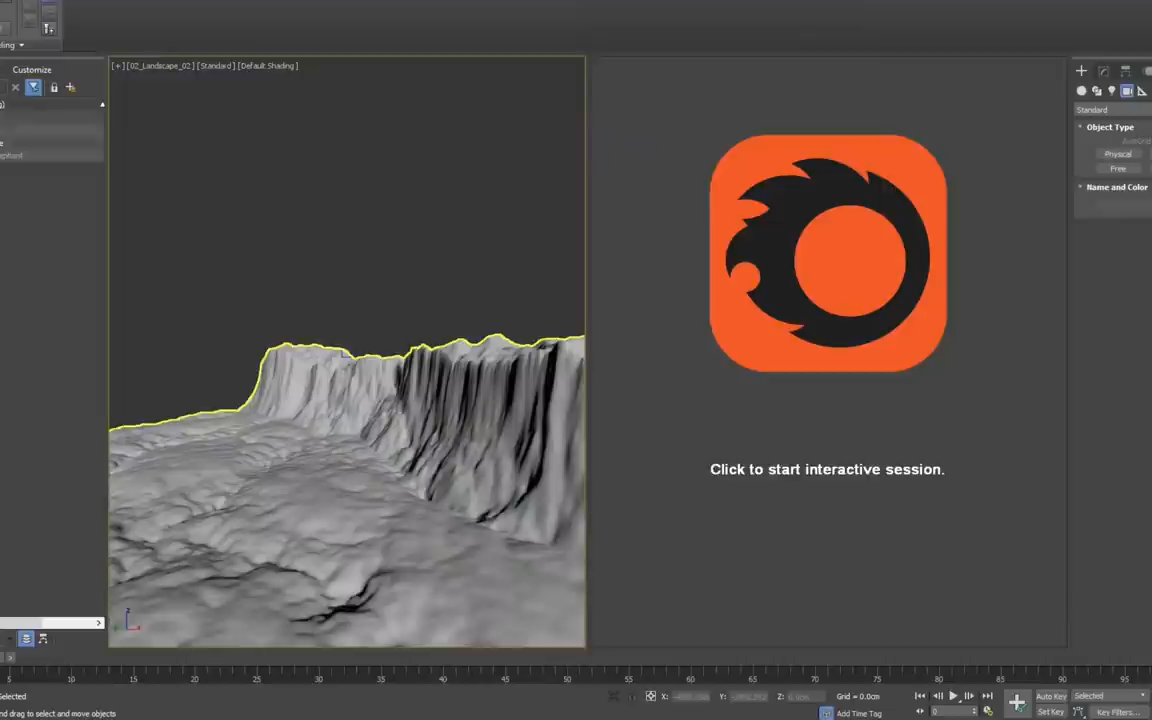 ling
Customize
[+] [02_Landscape_02] [Standard] [Default Shading]
Standard
Object Type
Physical
Free
Name and Color
Click to start interactive session.
5 10 15 20 25 30 35 40 45 50 55 60 65 70 75 80 85 90 95
Selected
X: Y: Z: Grid = 0.0cm
Auto Key Selected
nd drag to select and move objects
Add Time Tag
0
Set Key Key Filters...